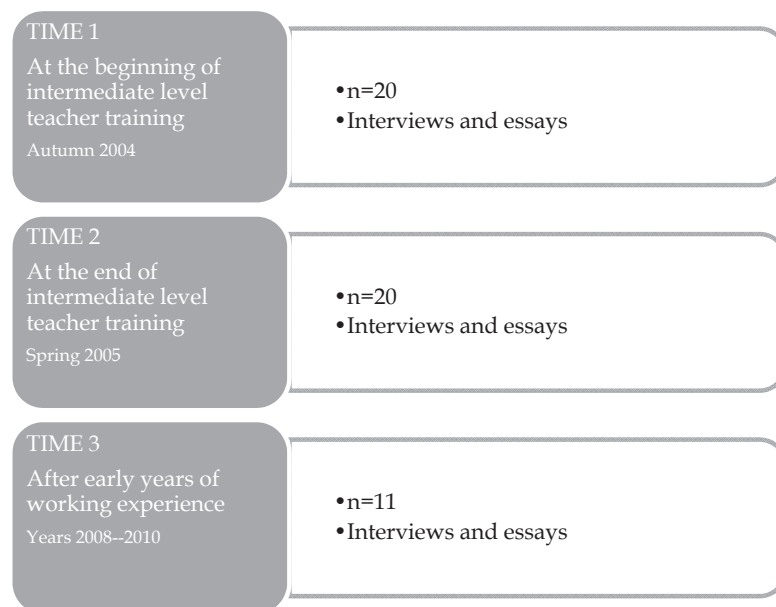 TIME 1
At the beginning of
intermediate level
teacher training
Autumn 2004
•n=20
•Interviews and essays
TIME 2
At the end of
intermediate level
teacher training
Spring 2005
•n=20
•Interviews and essays
TIME 3
After early years of
working experience
Years 2008--2010
•n=11
•Interviews and essays